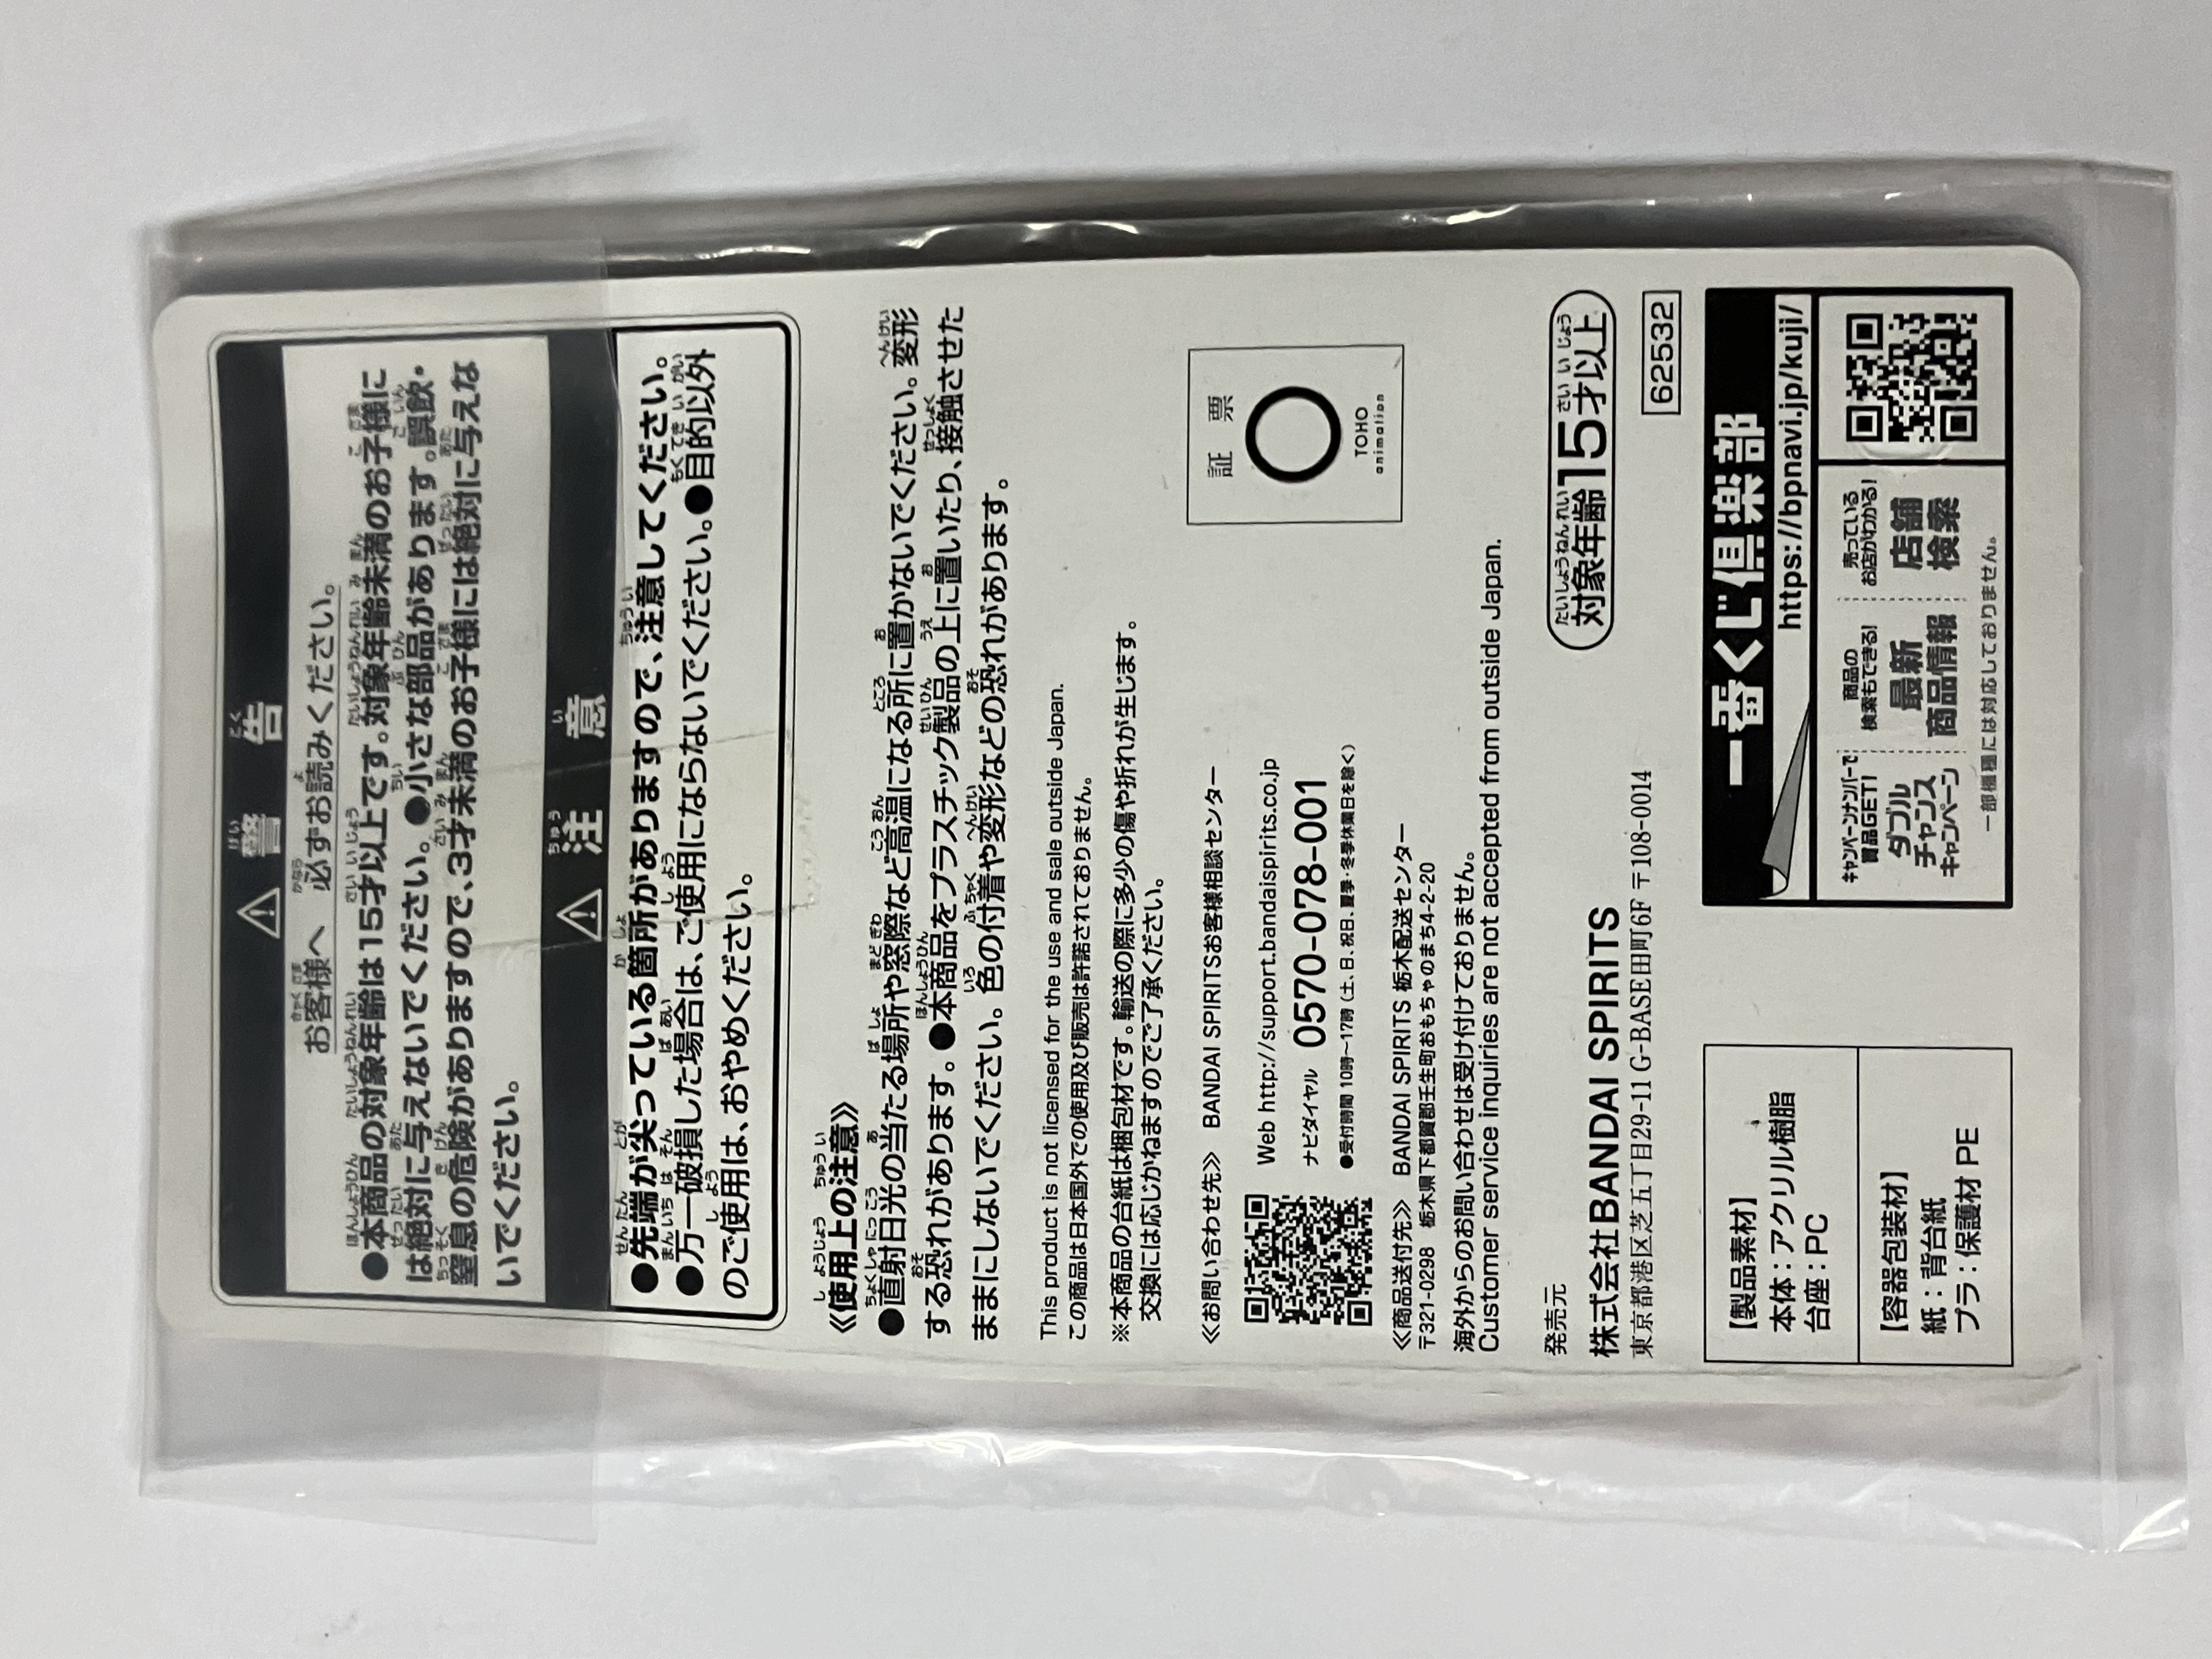 警告
お客様へ 必ずお読みください。
●本商品の対象年齢は15才以上です。対象年齢未満のお子様に
は絶対に与えないでください。●小さな部品があります。誤飲・
窒息の危険がありますので、3才未満のお子様には絶対に与えな
いでください。
注意
●先端が尖っている箇所がありますので、注意してください。
●万一破損した場合は、ご使用にならないでください。●目的以外
のご使用は、おやめください。
《使用上の注意》
●直射日光の当たる場所や窓際など高温になる所に置かないでください。変形
する恐れがあります。●本商品をプラスチック製品の上に置いたり、接触させた
ままにしないでください。色の付着や変形などの恐れがあります。
This product is not licensed for the use and sale outside Japan.
この商品は日本国外での使用及び販売は許諾されておりません。
※本商品の台紙は梱包材です。輸送の際に多少の傷や折れが生じます。
交換には応じかねますのでご了承ください。
証票
TOHO
animation
《お問い合わせ先》 BANDAI SPIRITSお客様相談センター
Web http://support.bandaispirits.co.jp
ナビダイヤル 0570-078-001
●受付時間 10時～17時(土、日、祝日、夏季・冬季休業日を除く)
《商品送付先》 BANDAI SPIRITS 栃木配送センター
〒321-0298 栃木県下都賀郡壬生町おもちゃのまち4-2-20
海外からのお問い合わせは受け付けておりません。
Customer service inquiries are not accepted from outside Japan.
対象年齢15才以上
発売元
株式会社BANDAI SPIRITS
東京都港区芝五丁目29-11 G-BASE田町6F 〒108-0014
62532
【製品素材】
本体：アクリル樹脂
台座：PC
【容器包装材】
紙：背台紙
プラ：保護材 PE
一番くじ倶楽部
https://bpnavi.jp/kuji/
キャンペーンナンバーで
賞品GET!
ダブル
チャンス
キャンペーン
商品の
検索もできる!
最新
商品情報
売っている
お店がわかる!
店舗
検索
一部機種には対応しておりません。